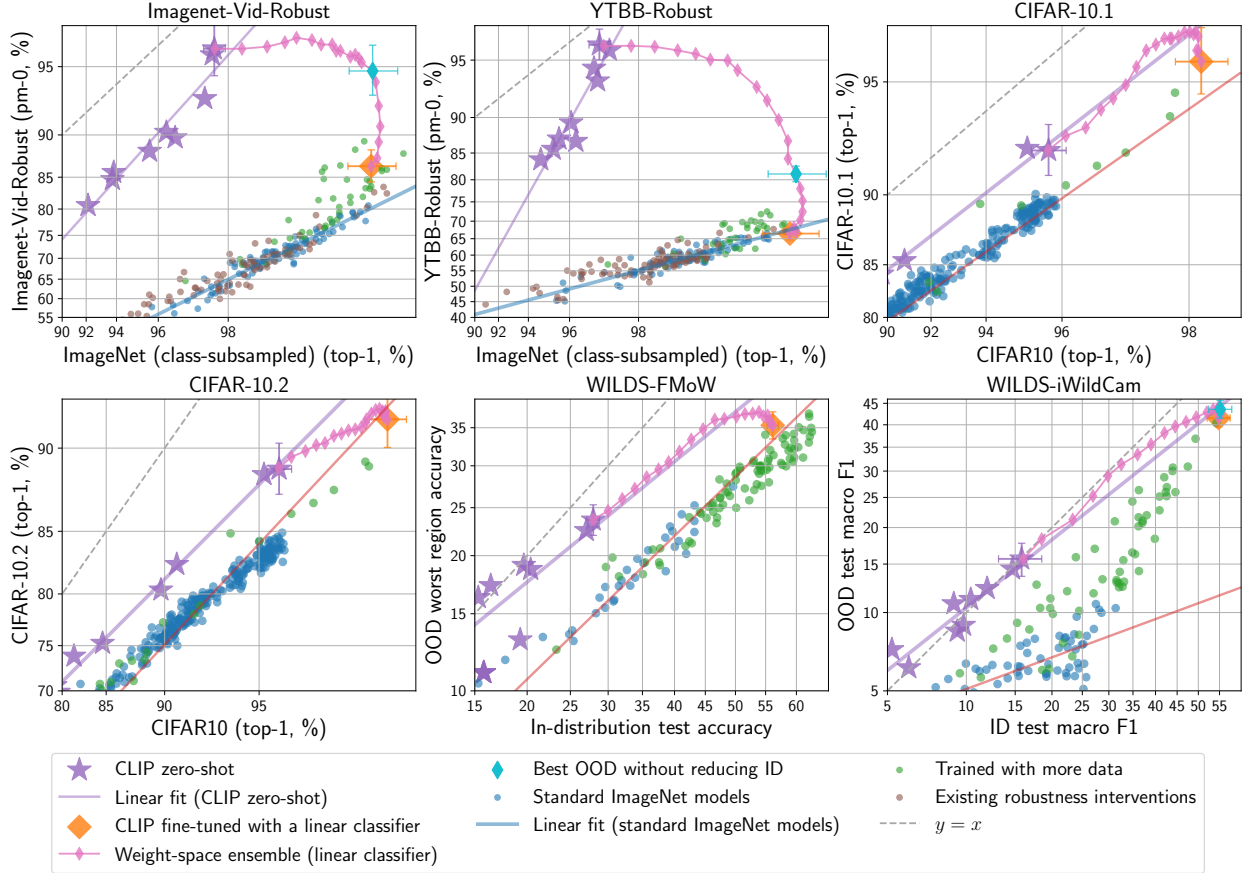 Imagenet-Vid-Robust
Imagenet-Vid-Robust (pm-0, %)
95
90
85
80
75
70
65
60
55
90 92 94 96 98
ImageNet (class-subsampled) (top-1, %)
YTBB-Robust
YTBB-Robust (pm-0, %)
95
90
85
80
75
70
65
60
55
50
45
40
90 92 94 96 98
ImageNet (class-subsampled) (top-1, %)
CIFAR-10.1
CIFAR-10.1 (top-1, %)
95
90
85
80
90 92 94 96 98
CIFAR10 (top-1, %)
CIFAR-10.2
CIFAR-10.2 (top-1, %)
90
85
80
75
70
80 85 90 95
CIFAR10 (top-1, %)
WILDS-FMoW
OOD worst region accuracy
35
30
25
20
15
10
15 20 25 30 35 40 45 50 55 60
In-distribution test accuracy
WILDS-iWildCam
OOD test macro F1
45
40
35
30
25
20
15
10
5
5 10 15 20 25 30 35 40 45 50 55
ID test macro F1
CLIP zero-shot
Linear fit (CLIP zero-shot)
CLIP fine-tuned with a linear classifier
Weight-space ensemble (linear classifier)
Best OOD without reducing ID
Standard ImageNet models
Linear fit (standard ImageNet models)
Trained with more data
Existing robustness interventions
y = x